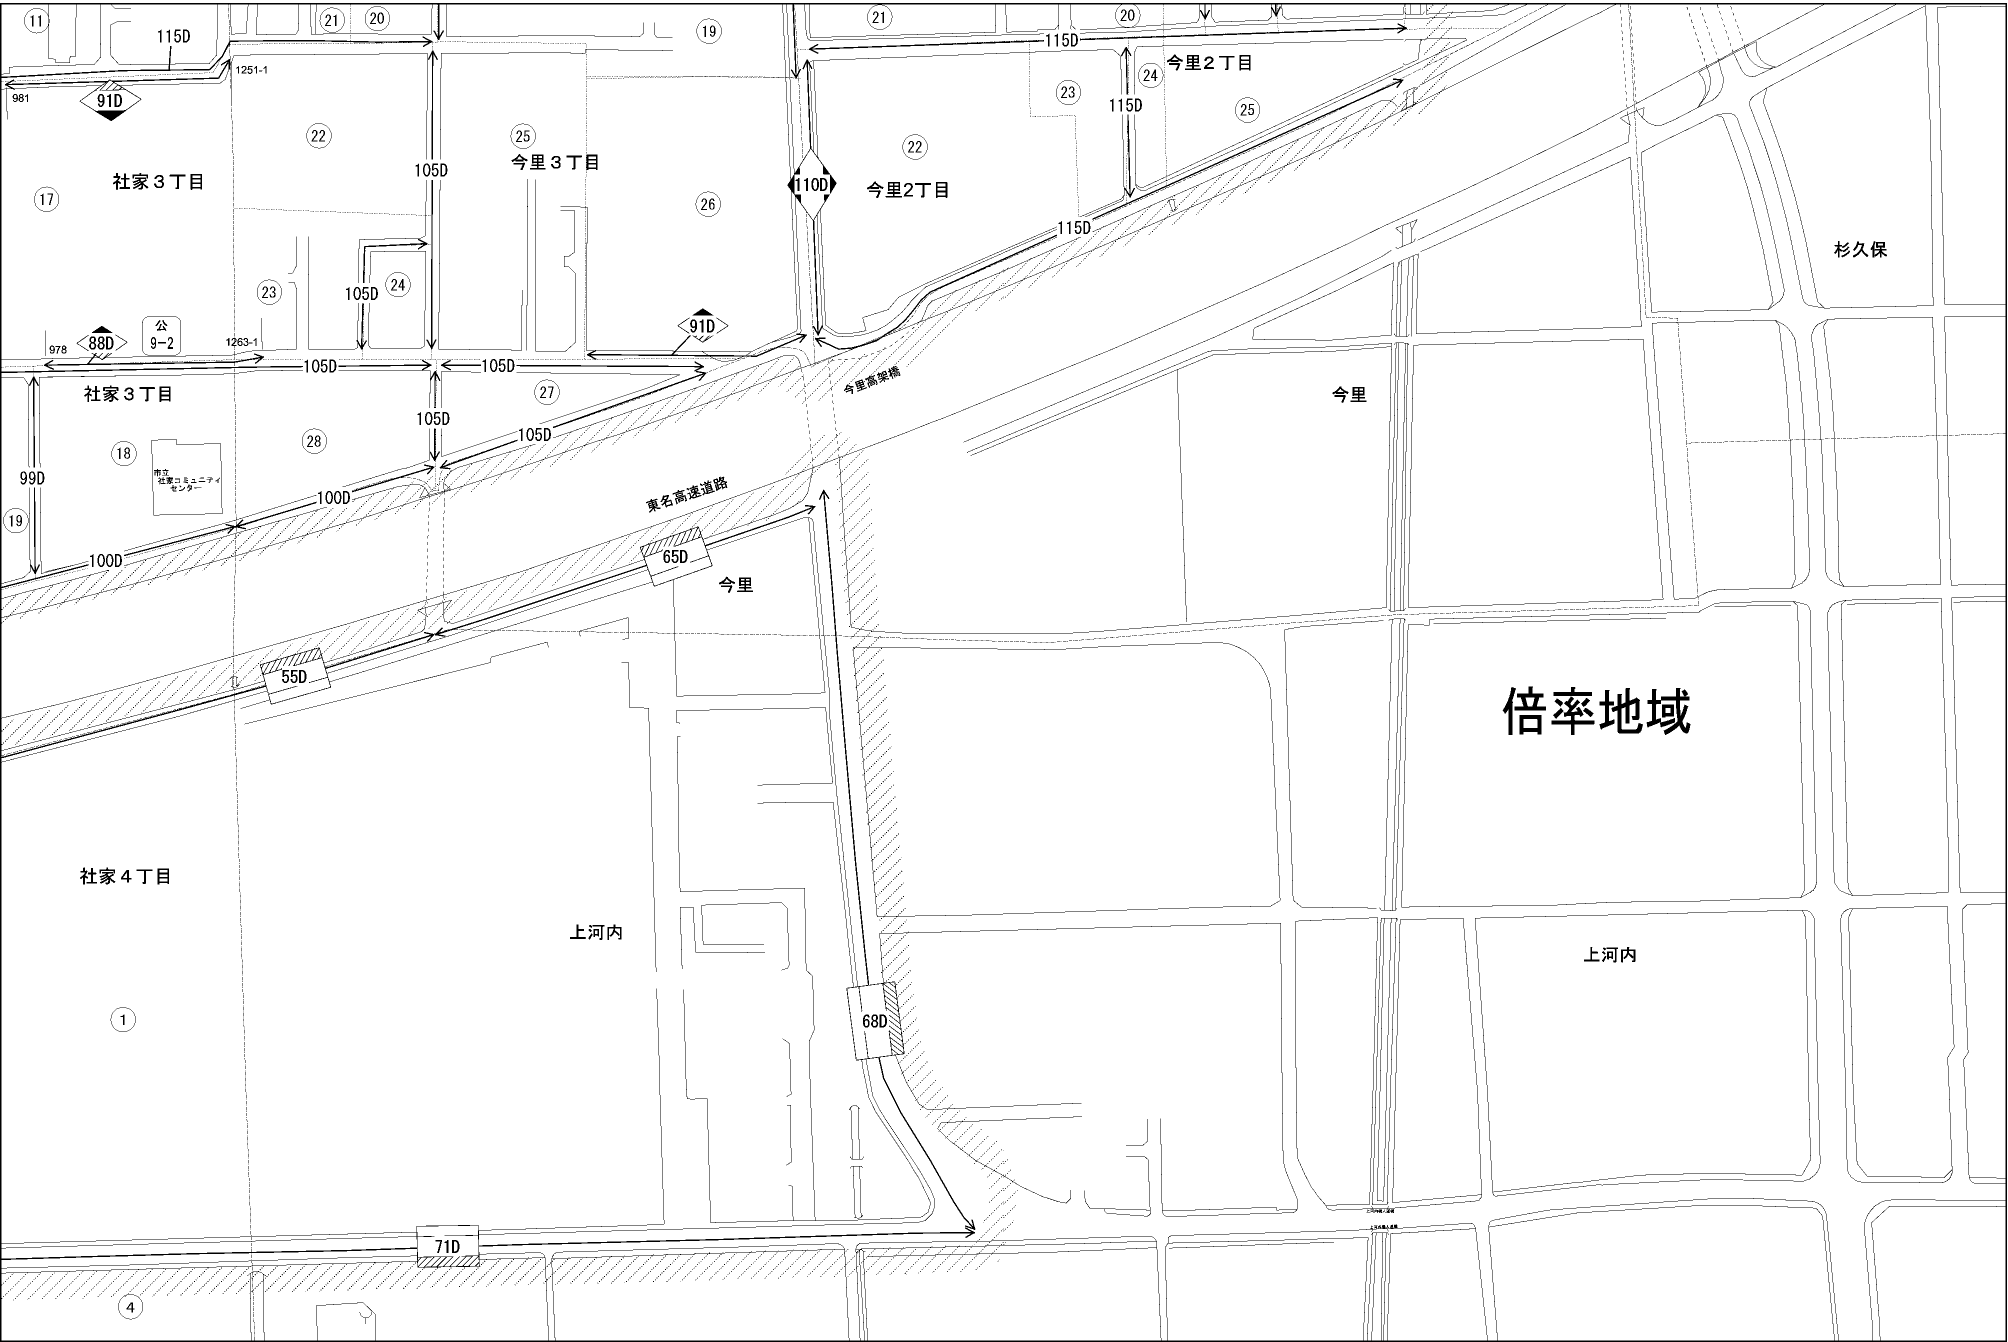 11
21
20
19
21
20
115D
115D
1251-1
981
91D
今里２丁目
24
23
25
115D
22
25
今里３丁目
22
105D
社家３丁目
17
26
110D
今里2丁目
115D
杉久保
23
24
105D
公
9-2
91D
978
88D
1263-1
105D
105D
社家３丁目
27
今里高架橋
今里
105D
105D
28
18
市立
社家コミュニティ
センター
99D
100D
東名高速道路
19
100D
65D
今里
55D
倍率地域
社家４丁目
上河内
上河内
1
68D
71D
4